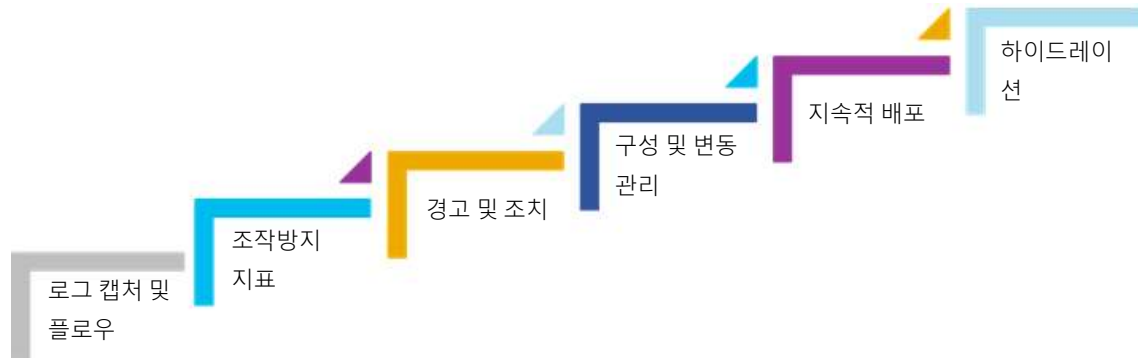 로그 캡처 및
플로우
조작방지
지표
경고 및 조치
구성 및 변동
관리
지속적 배포
하이드레이
션